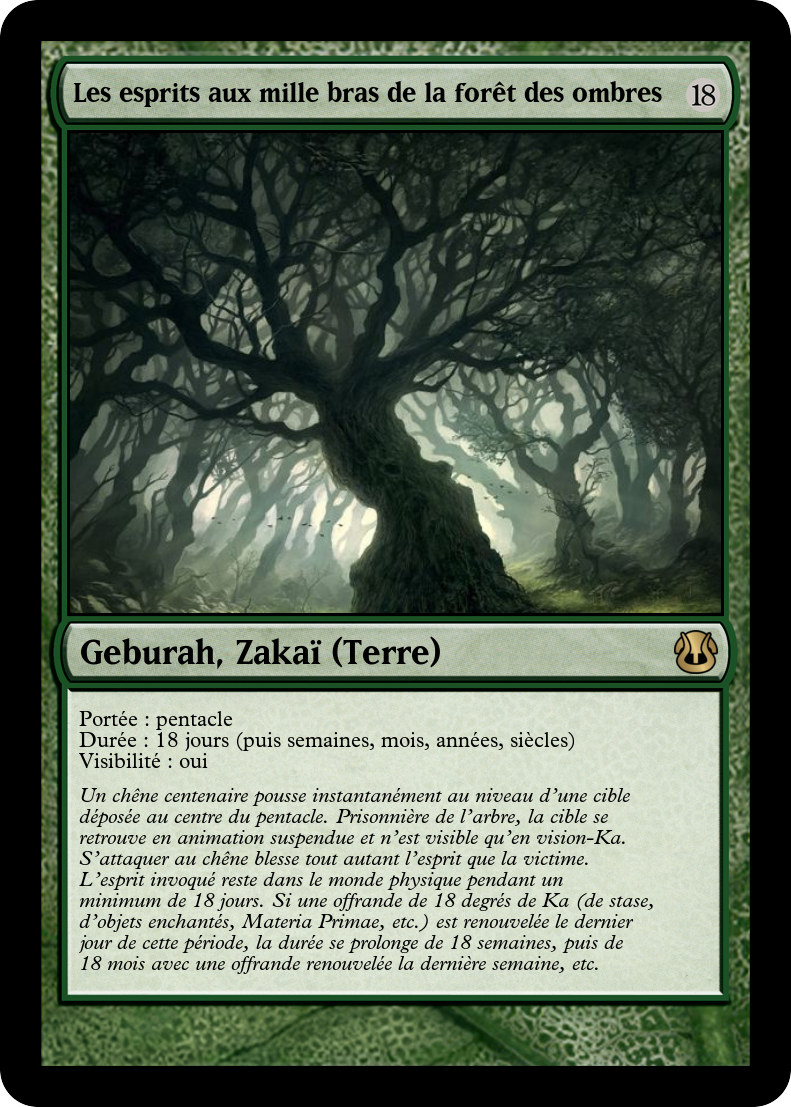 Les esprits aux mille bras de la forêt des ombres 18
Geburah, Zakaï (Terre)
Portée : pentacle
Durée : 18 jours (puis semaines, mois, années, siècles)
Visibilité : oui
Un chêne centenaire pousse instantanément au niveau d'une cible
déposée au centre du pentacle. Prisonnière de l'arbre, la cible se
retrouve en animation suspendue et n'est visible qu'en vision-Ka.
S'attaquer au chêne blesse tout autant l'esprit que la victime.
L'esprit invoqué reste dans le monde physique pendant un
minimum de 18 jours. Si une offrande de 18 degrés de Ka (de stase,
d'objets enchantés, Materia Primae, etc.) est renouvelée le dernier
jour de cette période, la durée se prolonge de 18 semaines, puis de
18 mois avec une offrande renouvelée la dernière semaine, etc.